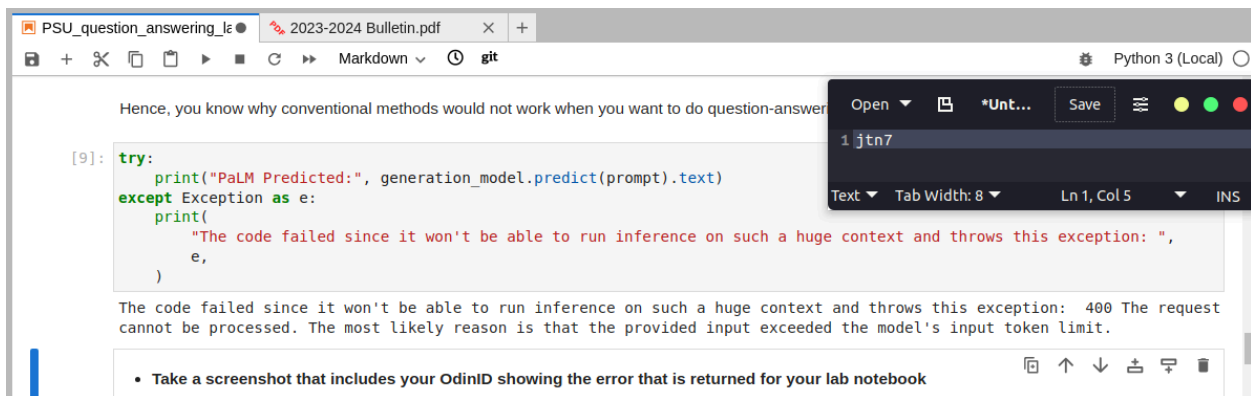 PSU_question_answering_la
2023-2024 Bulletin.pdf
Markdown
git
Python 3 (Local)
Hence, you know why conventional methods would not work when you want to do question-answeri
Open
*Unt...
Save
1 jtn7
Text
Tab Width: 8
Ln 1, Col 5
INS
[9]: try:
print("PaLM Predicted:", generation_model.predict(prompt).text)
except Exception as e:
print(
"The code failed since it won't be able to run inference on such a huge context and throws this exception: ",
e,
)
The code failed since it won't be able to run inference on such a huge context and throws this exception:  400 The request
cannot be processed. The most likely reason is that the provided input exceeded the model's input token limit.
• Take a screenshot that includes your OdinID showing the error that is returned for your lab notebook